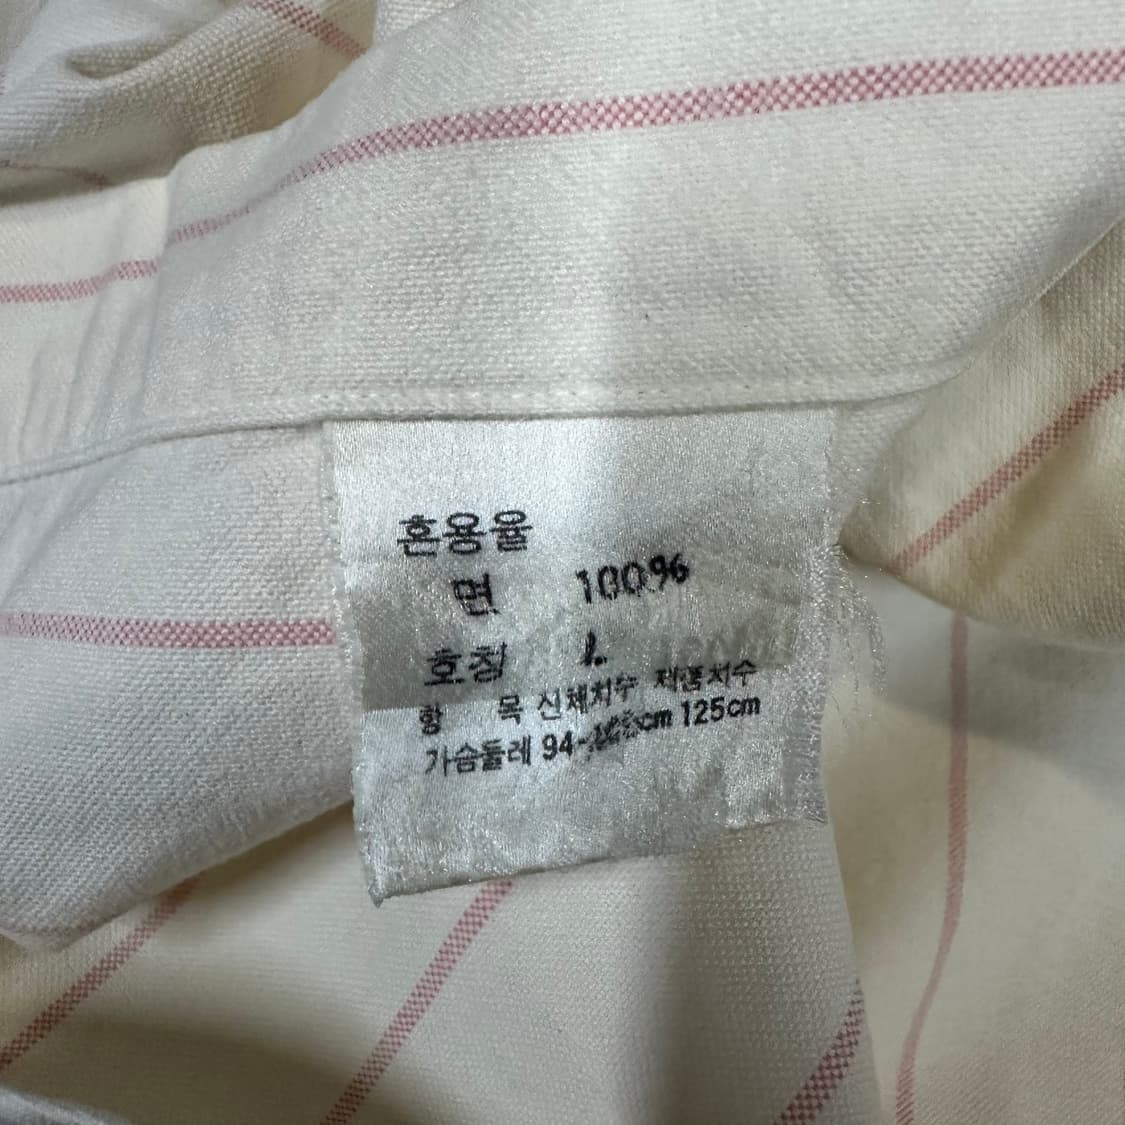 혼용율
면 100%
호칭 L
항 목 신체치수 제품치수
가슴둘레 94- cm 125cm